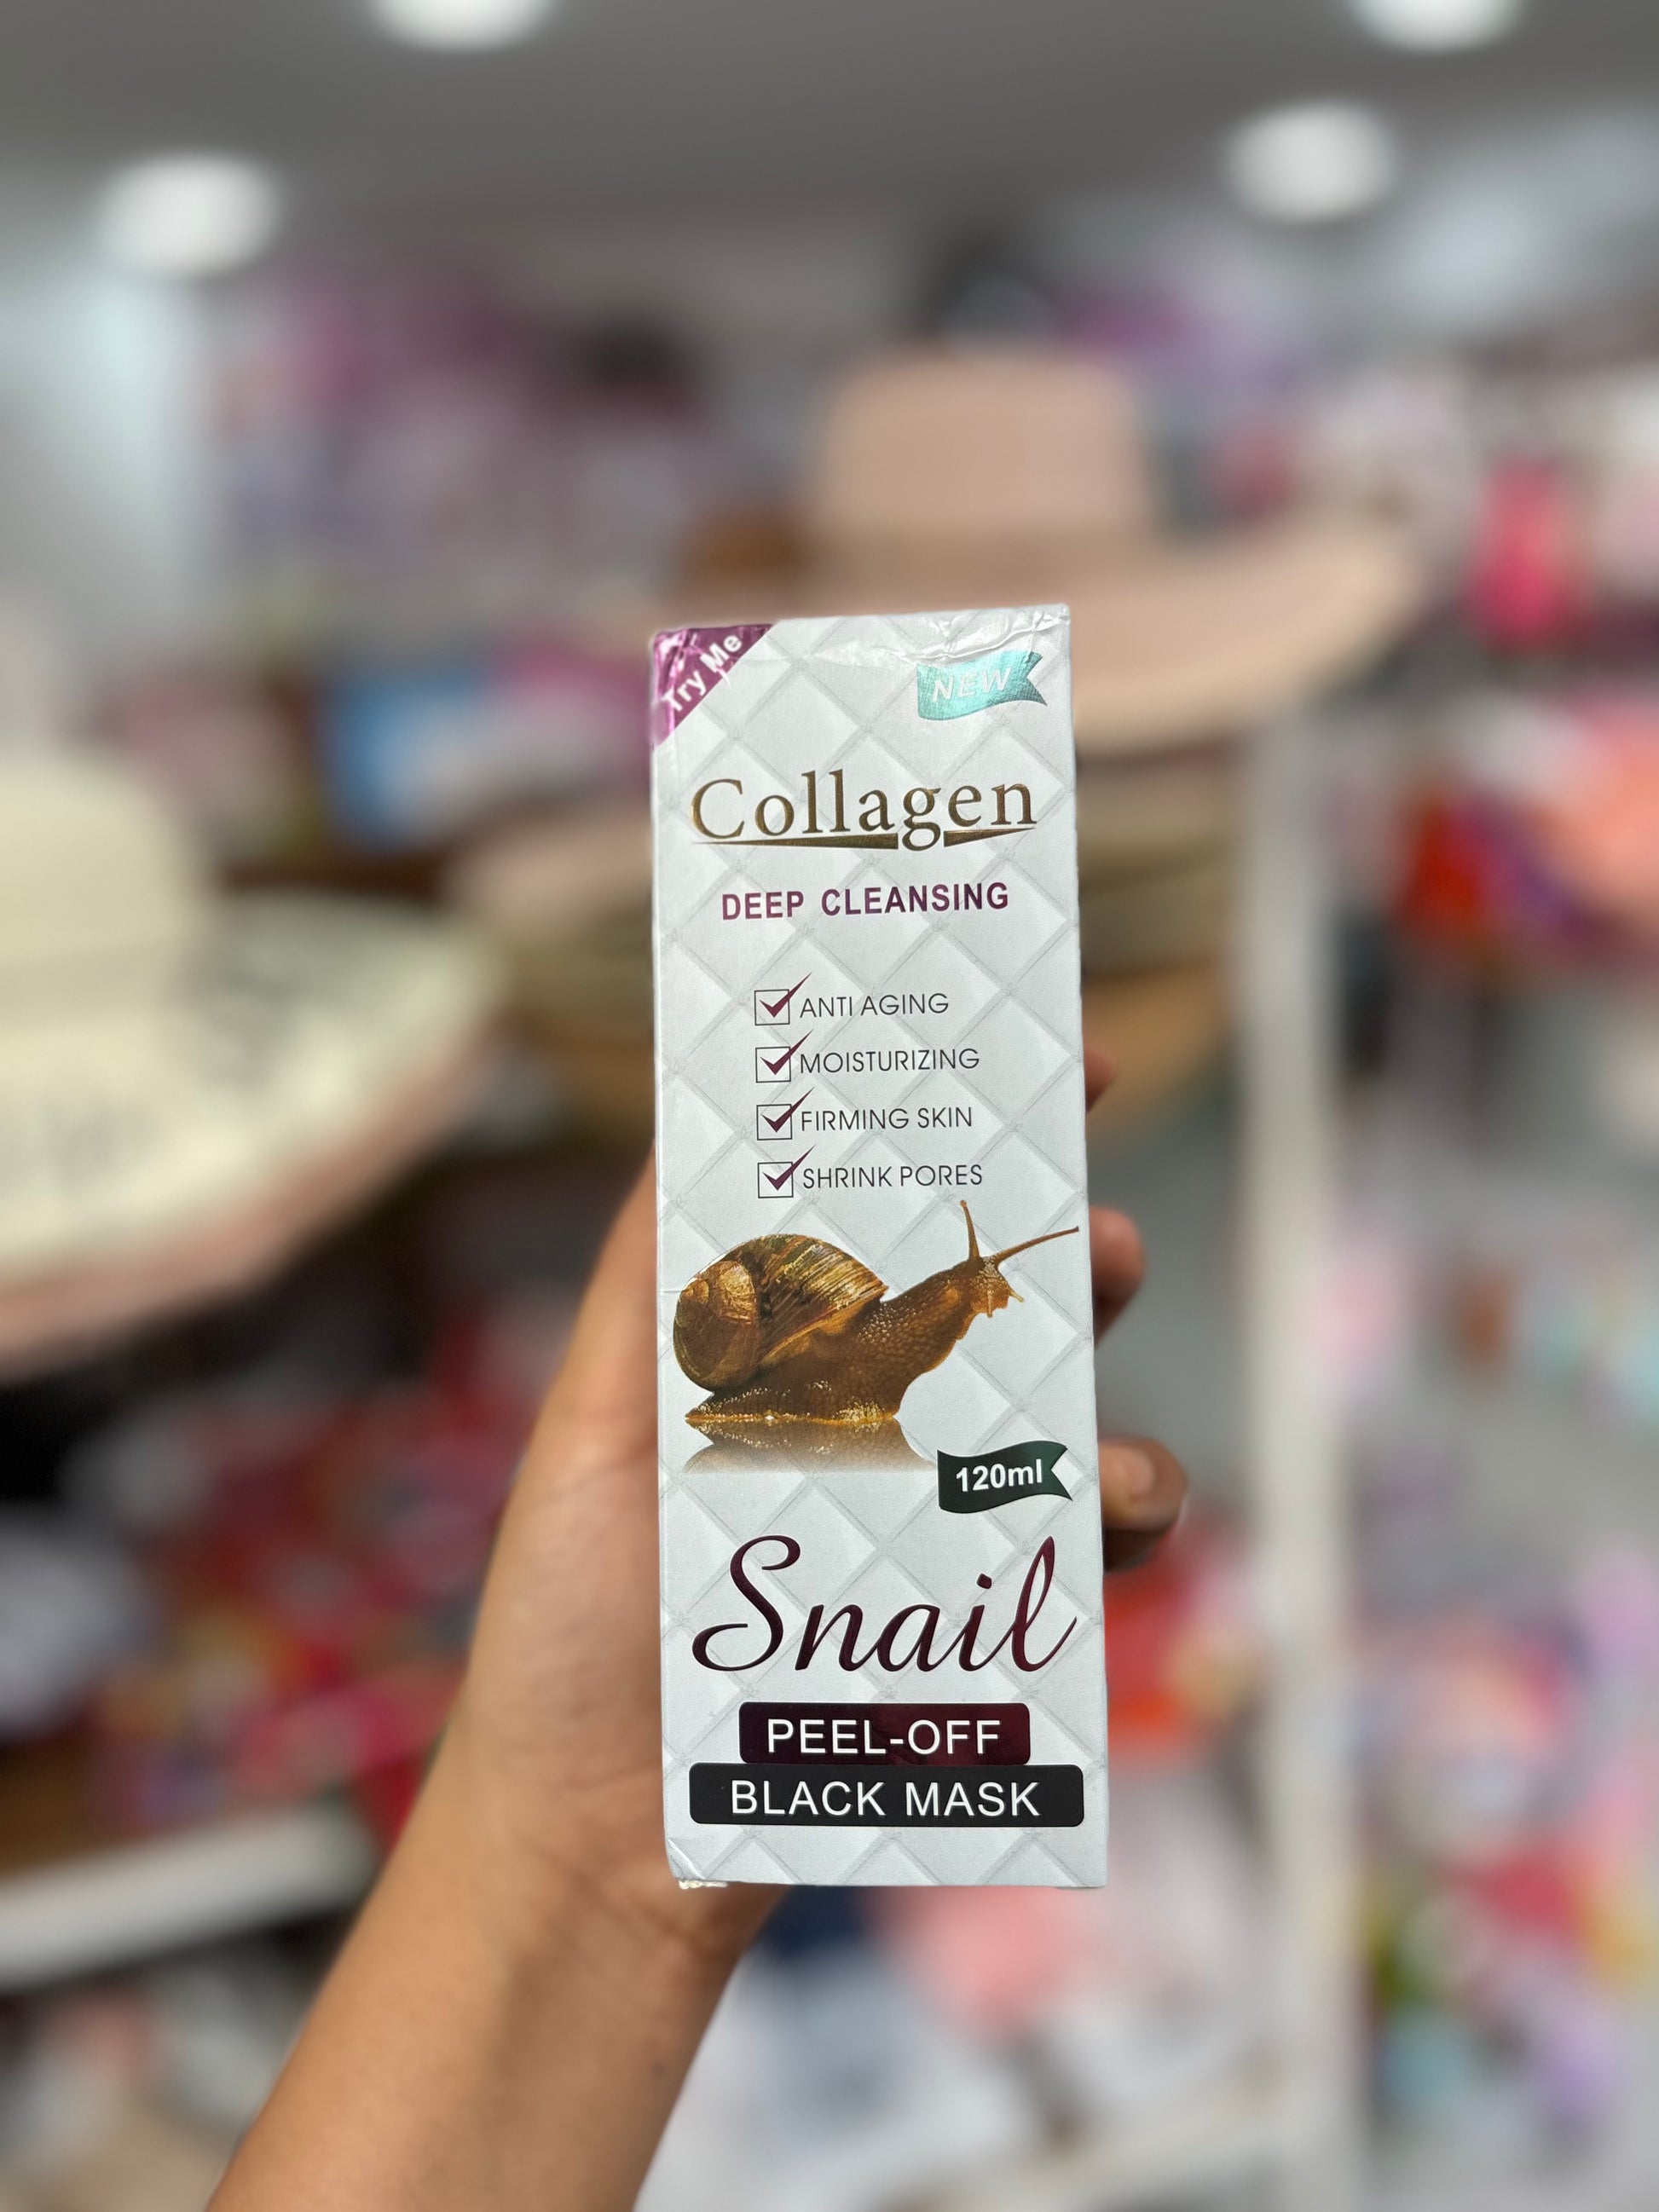 Try Me
NEW
Collagen
DEEP CLEANSING
ANTI AGING
MOISTURIZING
FIRMING SKIN
SHRINK PORES
120ml
Snail
PEEL-OFF
BLACK MASK